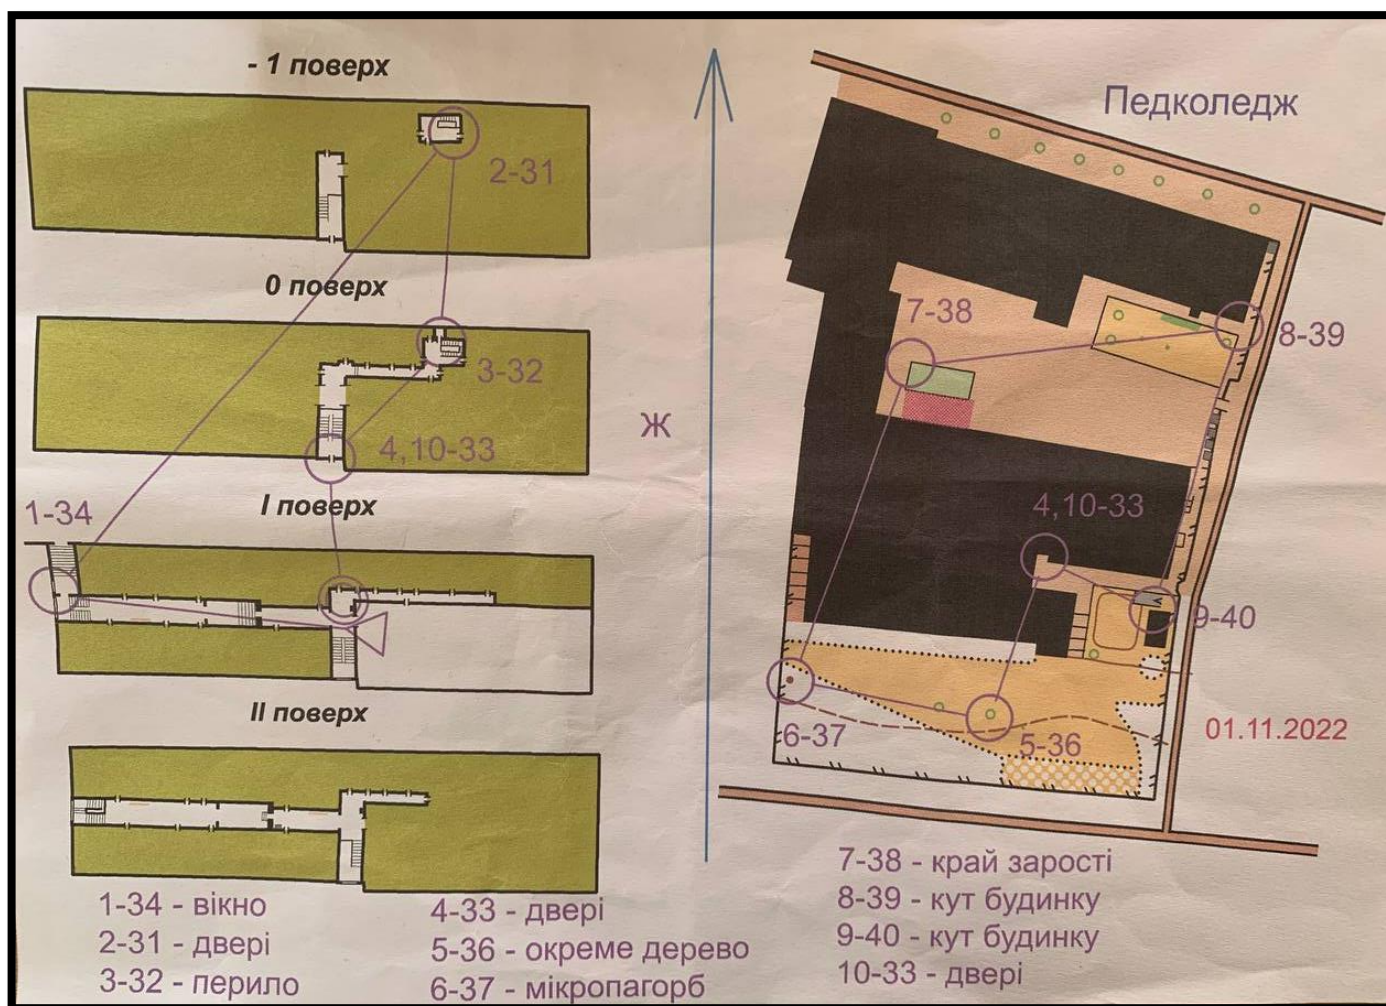 - 1 поверх
2-31
0 поверх
3-32
4,10-33
I поверх
1-34
II поверх
Ж
Педколедж
7-38
8-39
4,10-33
9-40
6-37
5-36
01.11.2022
1-34 - вікно
2-31 - двері
3-32 - перило
4-33 - двері
5-36 - окреме дерево
6-37 - мікропагорб
7-38 - край зарості
8-39 - кут будинку
9-40 - кут будинку
10-33 - двері